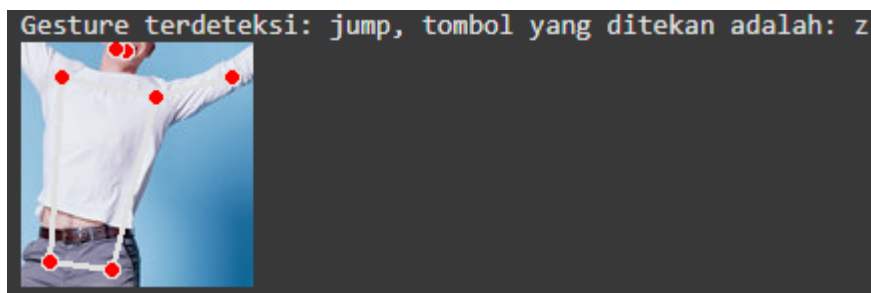 Gesture terdeteksi: jump, tombol yang ditekan adalah: z